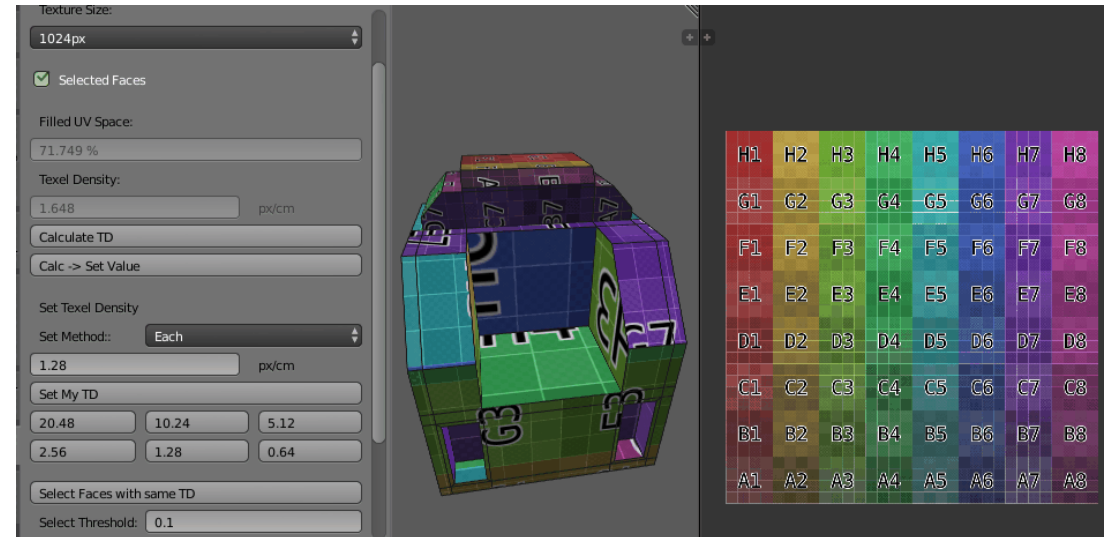 Texture Size:
1024px
Selected Faces
Filled UV Space:
71.749 %
Texel Density:
1.648 px/cm
Calculate TD
Calc -> Set Value
Set Texel Density
Set Method:: Each
1.28 px/cm
Set My TD
20.48 10.24 5.12
2.56 1.28 0.64
Select Faces with same TD
Select Threshold: 0.1
C7
G3
E3
H1 H2 H3 H4 H5 H6 H7 H8
G1 G2 G3 G4 G5 G6 G7 G8
F1 F2 F3 F4 F5 F6 F7 F8
E1 E2 E3 E4 E5 E6 E7 E8
D1 D2 D3 D4 D5 D6 D7 D8
C1 C2 C3 C4 C5 C6 C7 C8
B1 B2 B3 B4 B5 B6 B7 B8
A1 A2 A3 A4 A5 A6 A7 A8